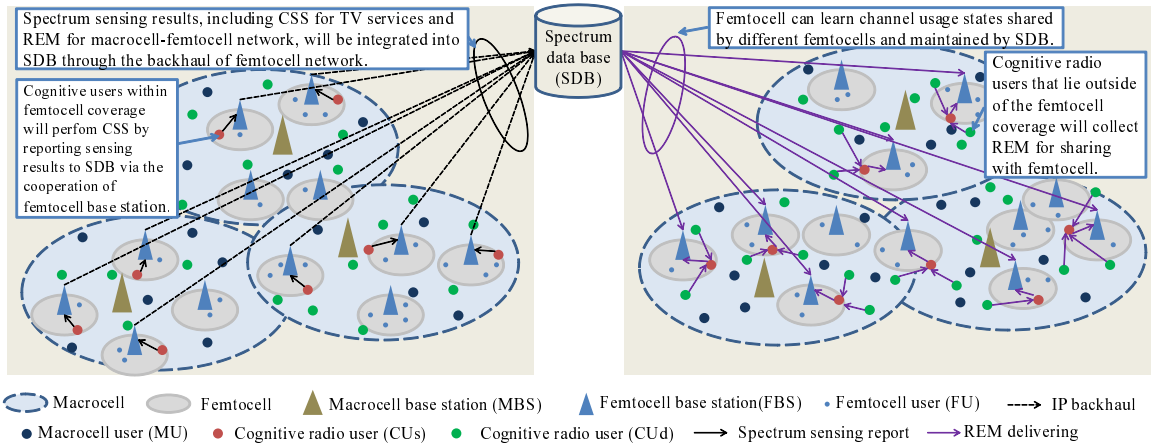 Spectrum sensing results, including CSS for TV services and
REM for macrocell-femtocell network, will be integrated into
SDB through the backhaul of femtocell network.
Cognitive users within
femtocell coverage
will perfom CSS by
reporting sensing
results to SDB via the
cooperation of
femtocell base station.
Spectrum
data base
(SDB)
Femtocell can learn channel usage states shared
by different femtocells and maintained by SDB.
Cognitive radio
users that lie outside
of the femtocell
coverage will collect
REM for sharing
with femtocell.
Macrocell
Femtocell
Macrocell base station (MBS)
Femtocell base station(FBS)
Femtocell user (FU)
IP backhaul
Macrocell user (MU)
Cognitive radio user (CUs)
Cognitive radio user (CUd)
Spectrum sensing report
REM delivering